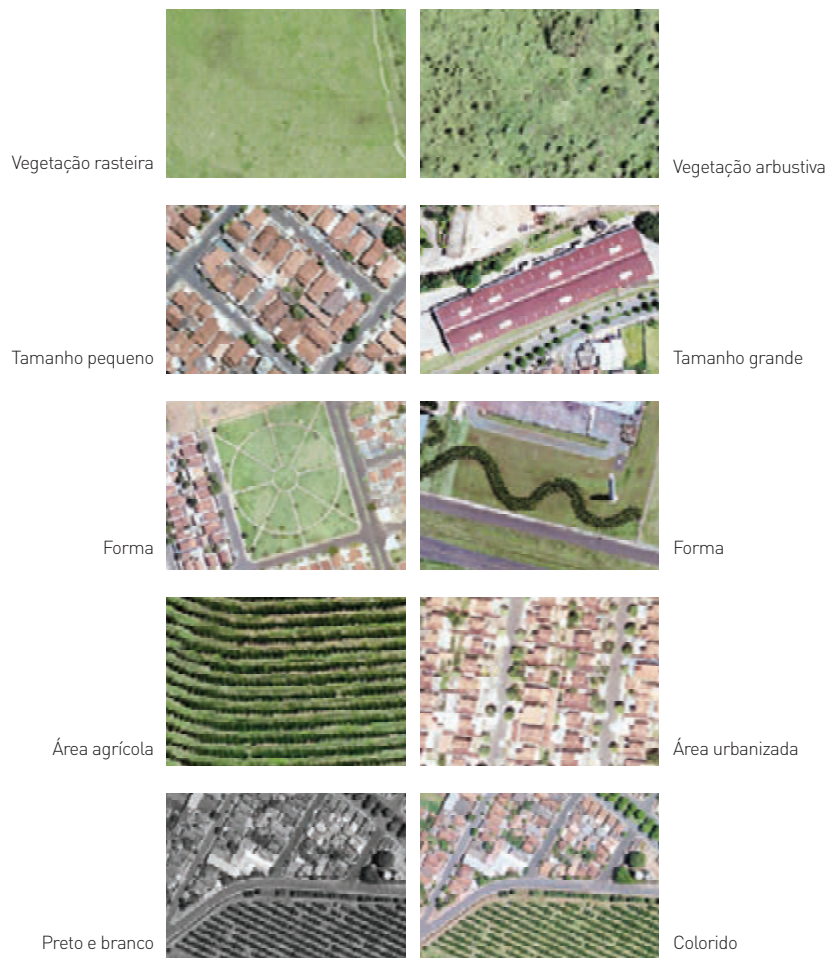 Vegetação rasteira
Vegetação arbustiva
Tamanho pequeno
Tamanho grande
Forma
Forma
Área agrícola
Área urbanizada
Preto e branco
Colorido